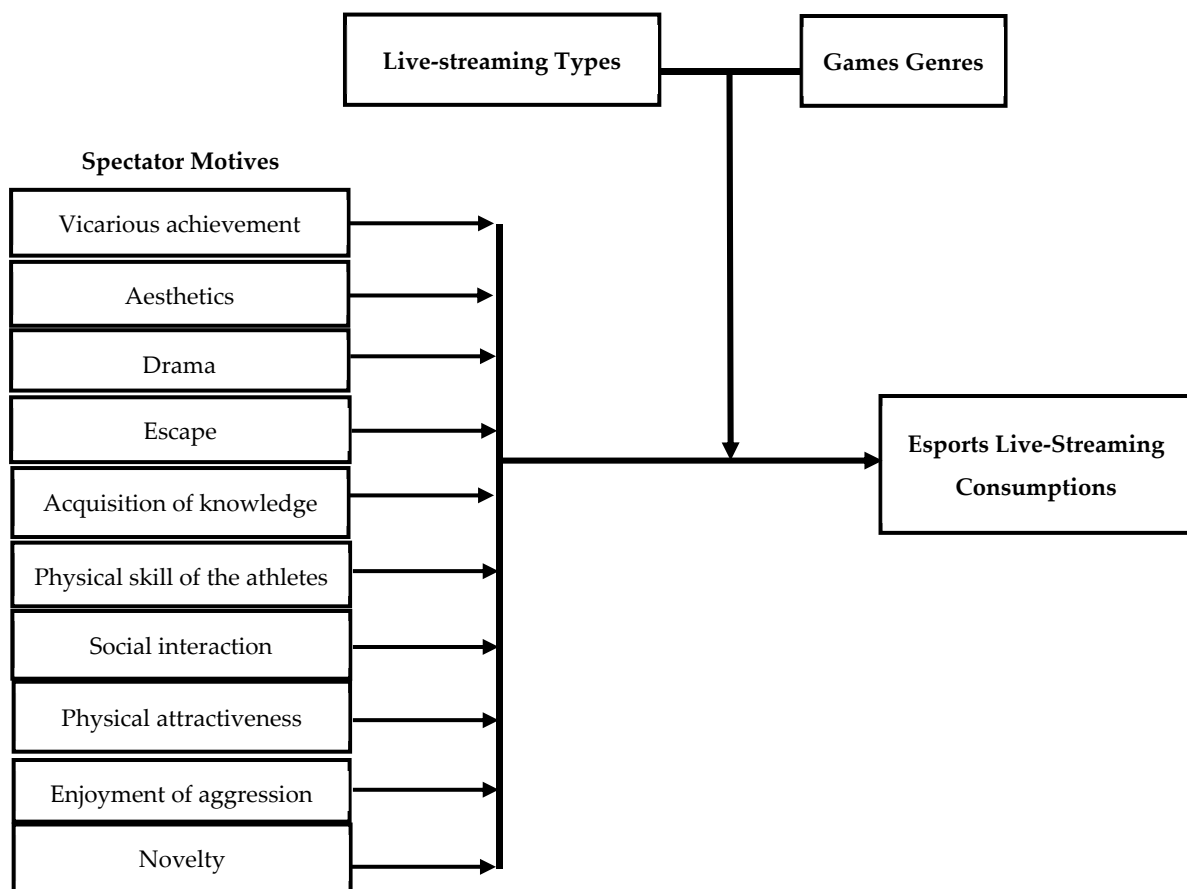 Live-streaming Types
Games Genres
Spectator Motives
Vicarious achievement
Aesthetics
Drama
Escape
Acquisition of knowledge
Physical skill of the athletes
Social interaction
Physical attractiveness
Enjoyment of aggression
Novelty
Esports Live-Streaming
Consumptions